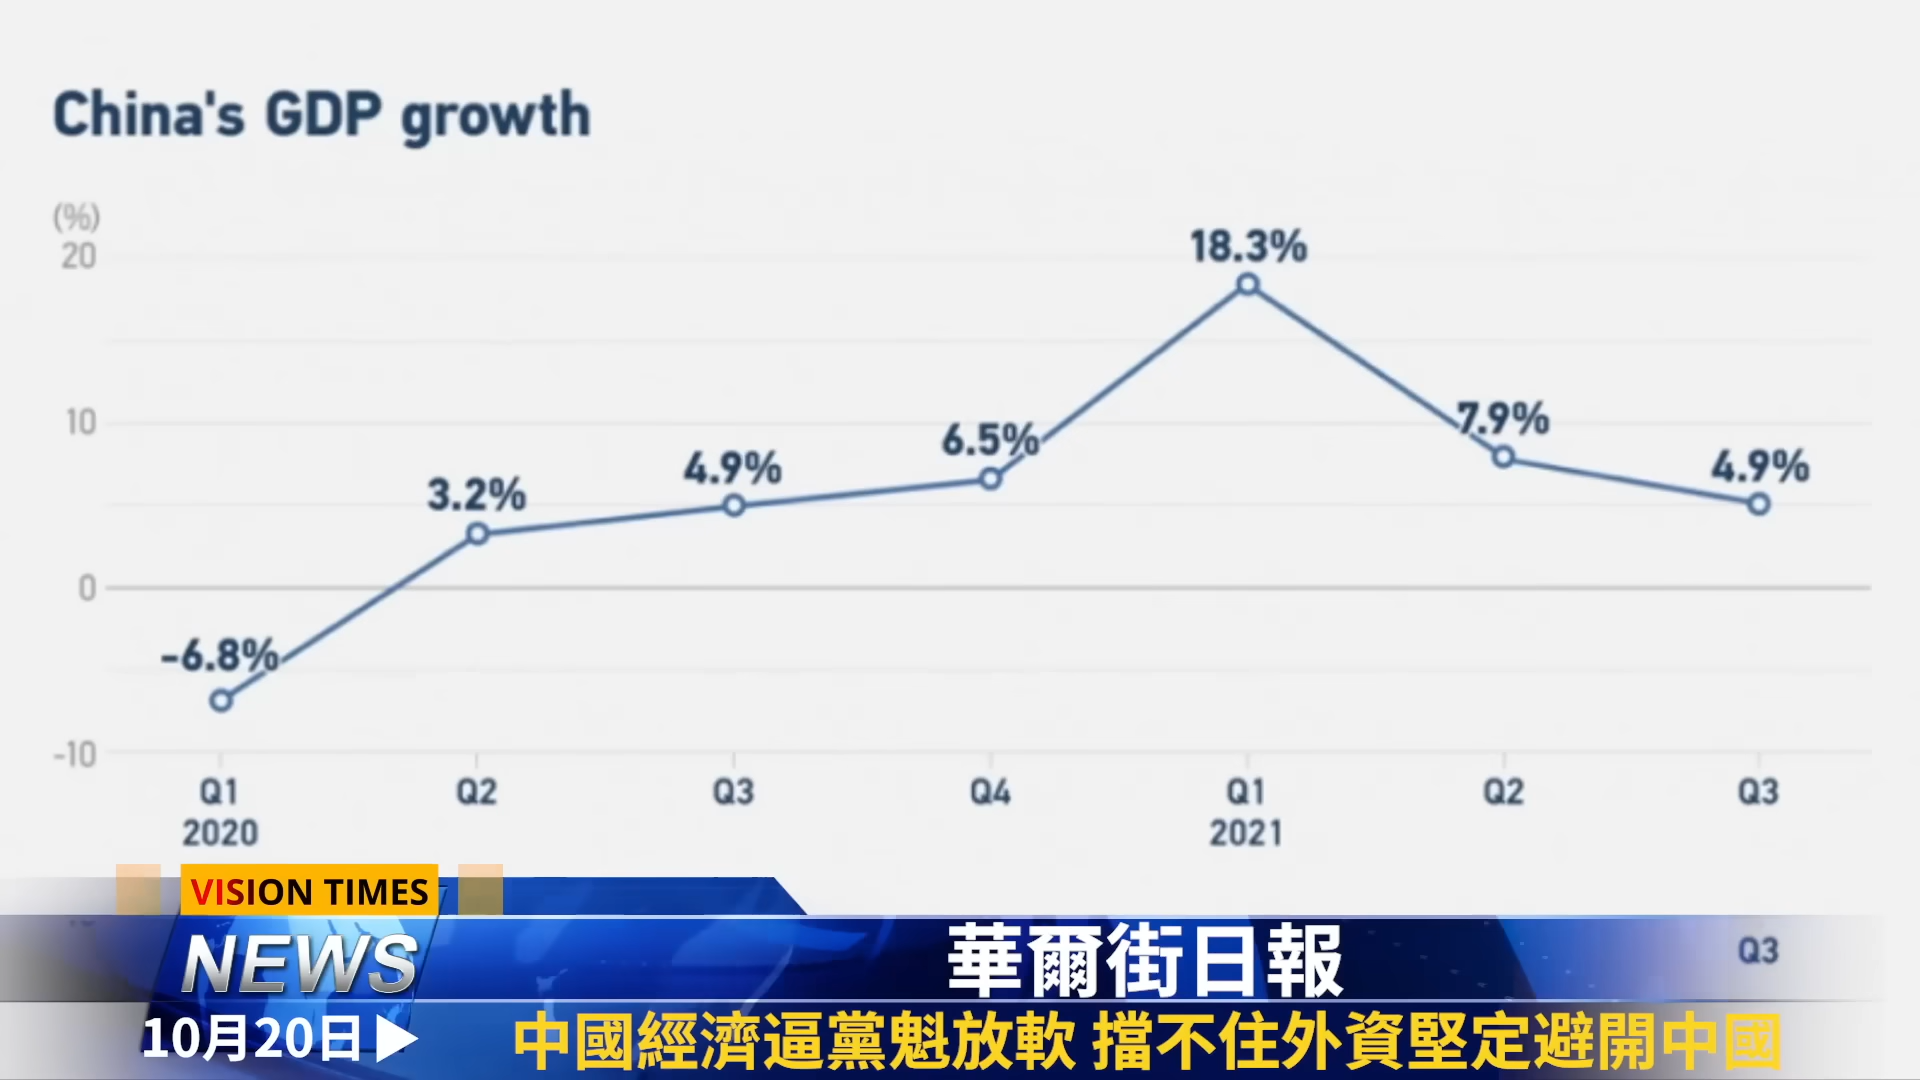 China's GDP growth
(%)
20
10
0
-10
-6.8%
3.2%
4.9%
6.5%
18.3%
7.9%
4.9%
Q1 Q2 Q3 Q4 Q1 Q2 Q3
2020 2021
VISION TIMES
NEWS
華爾街日報
Q3
10月20日
中國經濟逼黨魁放軟 擋不住外資堅定避開中國